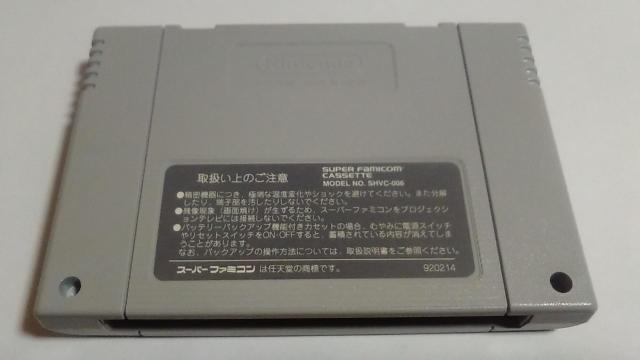 Nintendo
取扱い上のご注意
SUPER FAMICOM
CASSETTE
MODEL NO. SHVC-006
●精密機器につき、極端な温度変化やショックを避けてください。また分解
したり、端子部を汚したりしないでください。
●残像現象（画面焼け）が生ずるため、スーパーファミコンをプロジェクシ
ョンテレビには接続しないでください。
●バッテリーバックアップ機能付きカセットの場合、むやみに電源スイッチ
やリセットスイッチをON・OFFすると、蓄積されている内容が消えてしま
うことがあります。
なお、バックアップの操作方法については、取扱説明書をご参照ください。
スーパーファミコンは任天堂の商標です。
920214